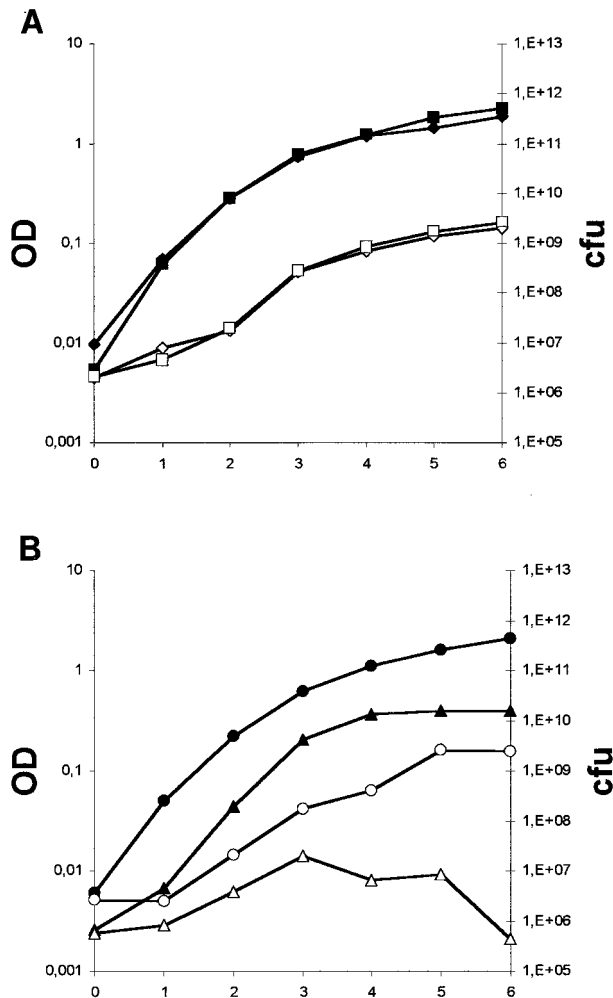 A
10
1
0,1
0,01
0,001
OD
1,E+13
1,E+12
1,E+11
1,E+10
1,E+09
1,E+08
1,E+07
1,E+06
1,E+05
cfu
0 1 2 3 4 5 6
B
10
1
0,1
0,01
0,001
OD
1,E+13
1,E+12
1,E+11
1,E+10
1,E+09
1,E+08
1,E+07
1,E+06
1,E+05
cfu
0 1 2 3 4 5 6